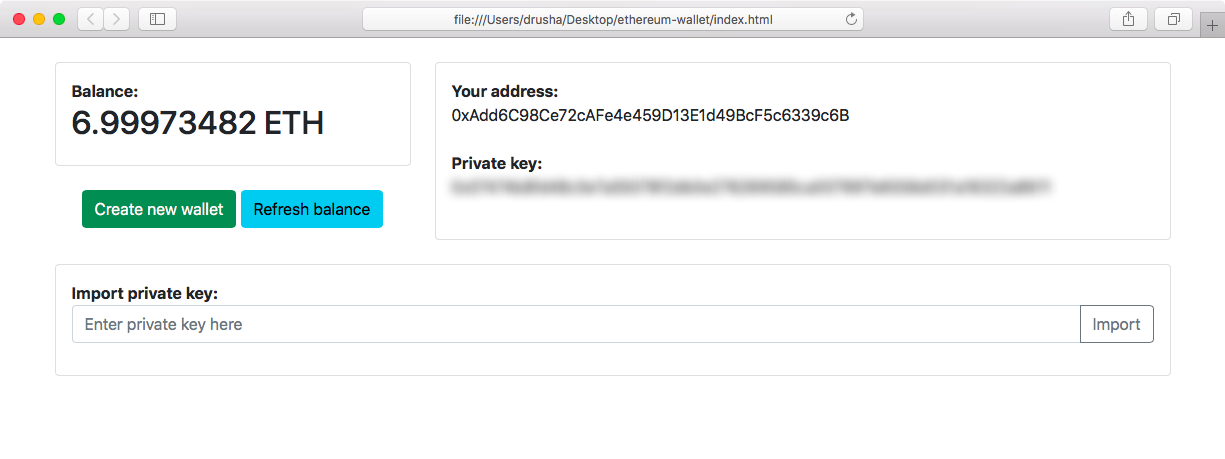 file:///Users/drusha/Desktop/ethereum-wallet/index.html
Balance:
6.99973482 ETH
Create new wallet
Refresh balance
Your address:
0xAdd6C98Ce72cAFe4e459D13E1d49BcF5c6339c6B
Private key:
Import private key:
Enter private key here
Import